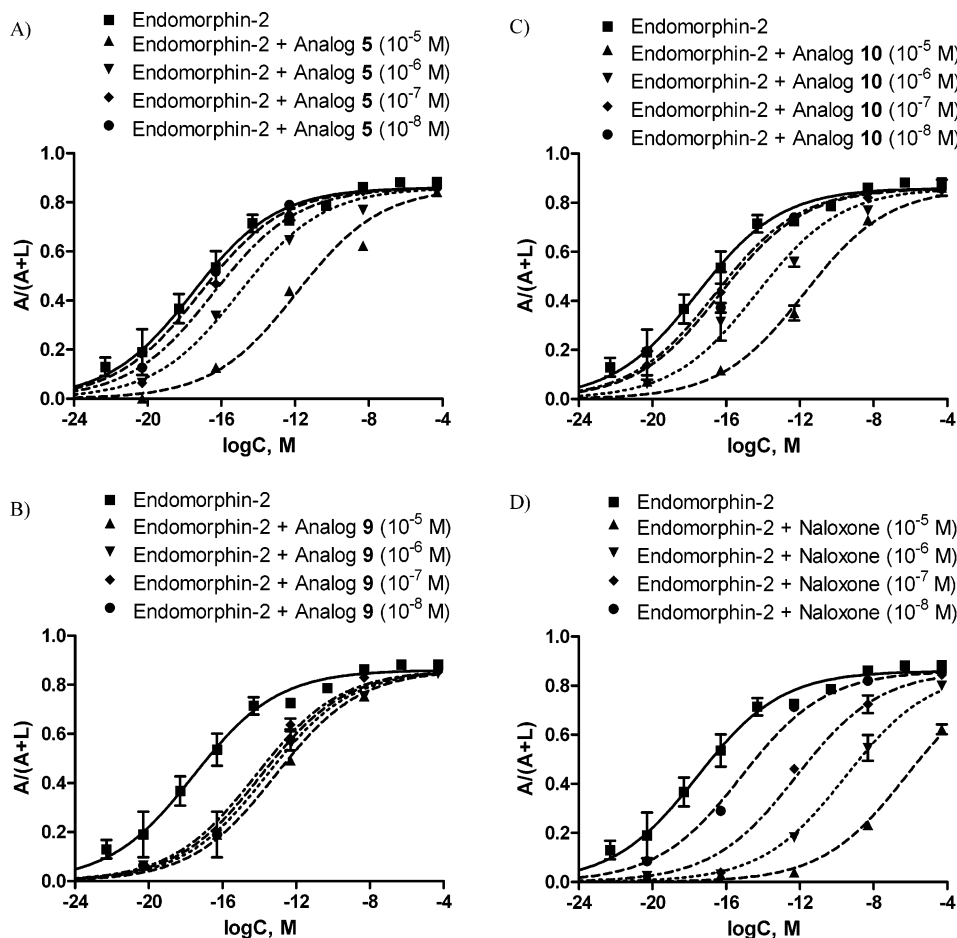 A)
Endomorphin-2
Endomorphin-2 + Analog 5 (10⁻⁵ M)
Endomorphin-2 + Analog 5 (10⁻⁶ M)
Endomorphin-2 + Analog 5 (10⁻⁷ M)
Endomorphin-2 + Analog 5 (10⁻⁸ M)
1.0
0.8
0.6
0.4
0.2
0.0
A/(A+L)
-24 -20 -16 -12 -8 -4
logC, M
C)
Endomorphin-2
Endomorphin-2 + Analog 10 (10⁻⁵ M)
Endomorphin-2 + Analog 10 (10⁻⁶ M)
Endomorphin-2 + Analog 10 (10⁻⁷ M)
Endomorphin-2 + Analog 10 (10⁻⁸ M)
1.0
0.8
0.6
0.4
0.2
0.0
A/(A+L)
-24 -20 -16 -12 -8 -4
logC, M
B)
Endomorphin-2
Endomorphin-2 + Analog 9 (10⁻⁵ M)
Endomorphin-2 + Analog 9 (10⁻⁶ M)
Endomorphin-2 + Analog 9 (10⁻⁷ M)
Endomorphin-2 + Analog 9 (10⁻⁸ M)
1.0
0.8
0.6
0.4
0.2
0.0
A/(A+L)
-24 -20 -16 -12 -8 -4
logC, M
D)
Endomorphin-2
Endomorphin-2 + Naloxone (10⁻⁵ M)
Endomorphin-2 + Naloxone (10⁻⁶ M)
Endomorphin-2 + Naloxone (10⁻⁷ M)
Endomorphin-2 + Naloxone (10⁻⁸ M)
1.0
0.8
0.6
0.4
0.2
0.0
A/(A+L)
-24 -20 -16 -12 -8 -4
logC, M